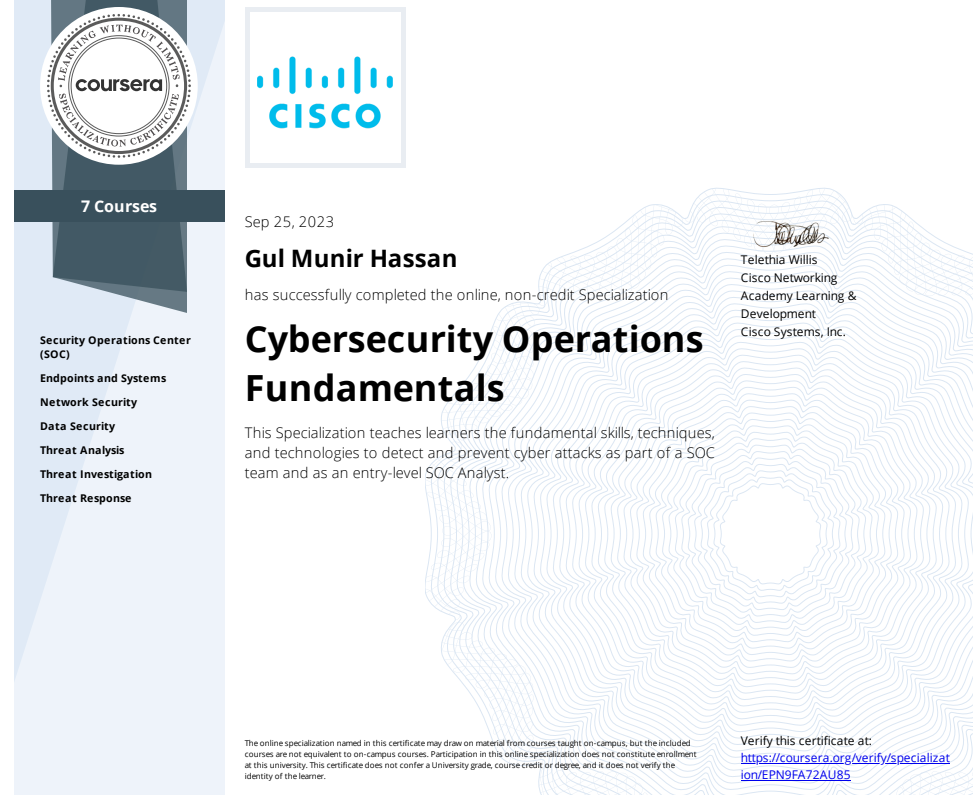 LEARNING WITHOUT LIMITS
coursera
SPECIALIZATION CERTIFICATE
CISCO
7 Courses
Security Operations Center
(SOC)
Endpoints and Systems
Network Security
Data Security
Threat Analysis
Threat Investigation
Threat Response
Sep 25, 2023
Gul Munir Hassan
has successfully completed the online, non-credit Specialization
Cybersecurity Operations
Fundamentals
This Specialization teaches learners the fundamental skills, techniques,
and technologies to detect and prevent cyber attacks as part of a SOC
team and as an entry-level SOC Analyst.
Telethia Willis
Cisco Networking
Academy Learning &
Development
Cisco Systems, Inc.
The online specialization named in this certificate may draw on material from courses taught on-campus, but the included
courses are not equivalent to on-campus courses. Participation in this online specialization does not constitute enrollment
at this university. This certificate does not confer a University grade, course credit or degree, and it does not verify the
identity of the learner.
Verify this certificate at:
https://coursera.org/verify/specializat
ion/EPN9FA72AU85